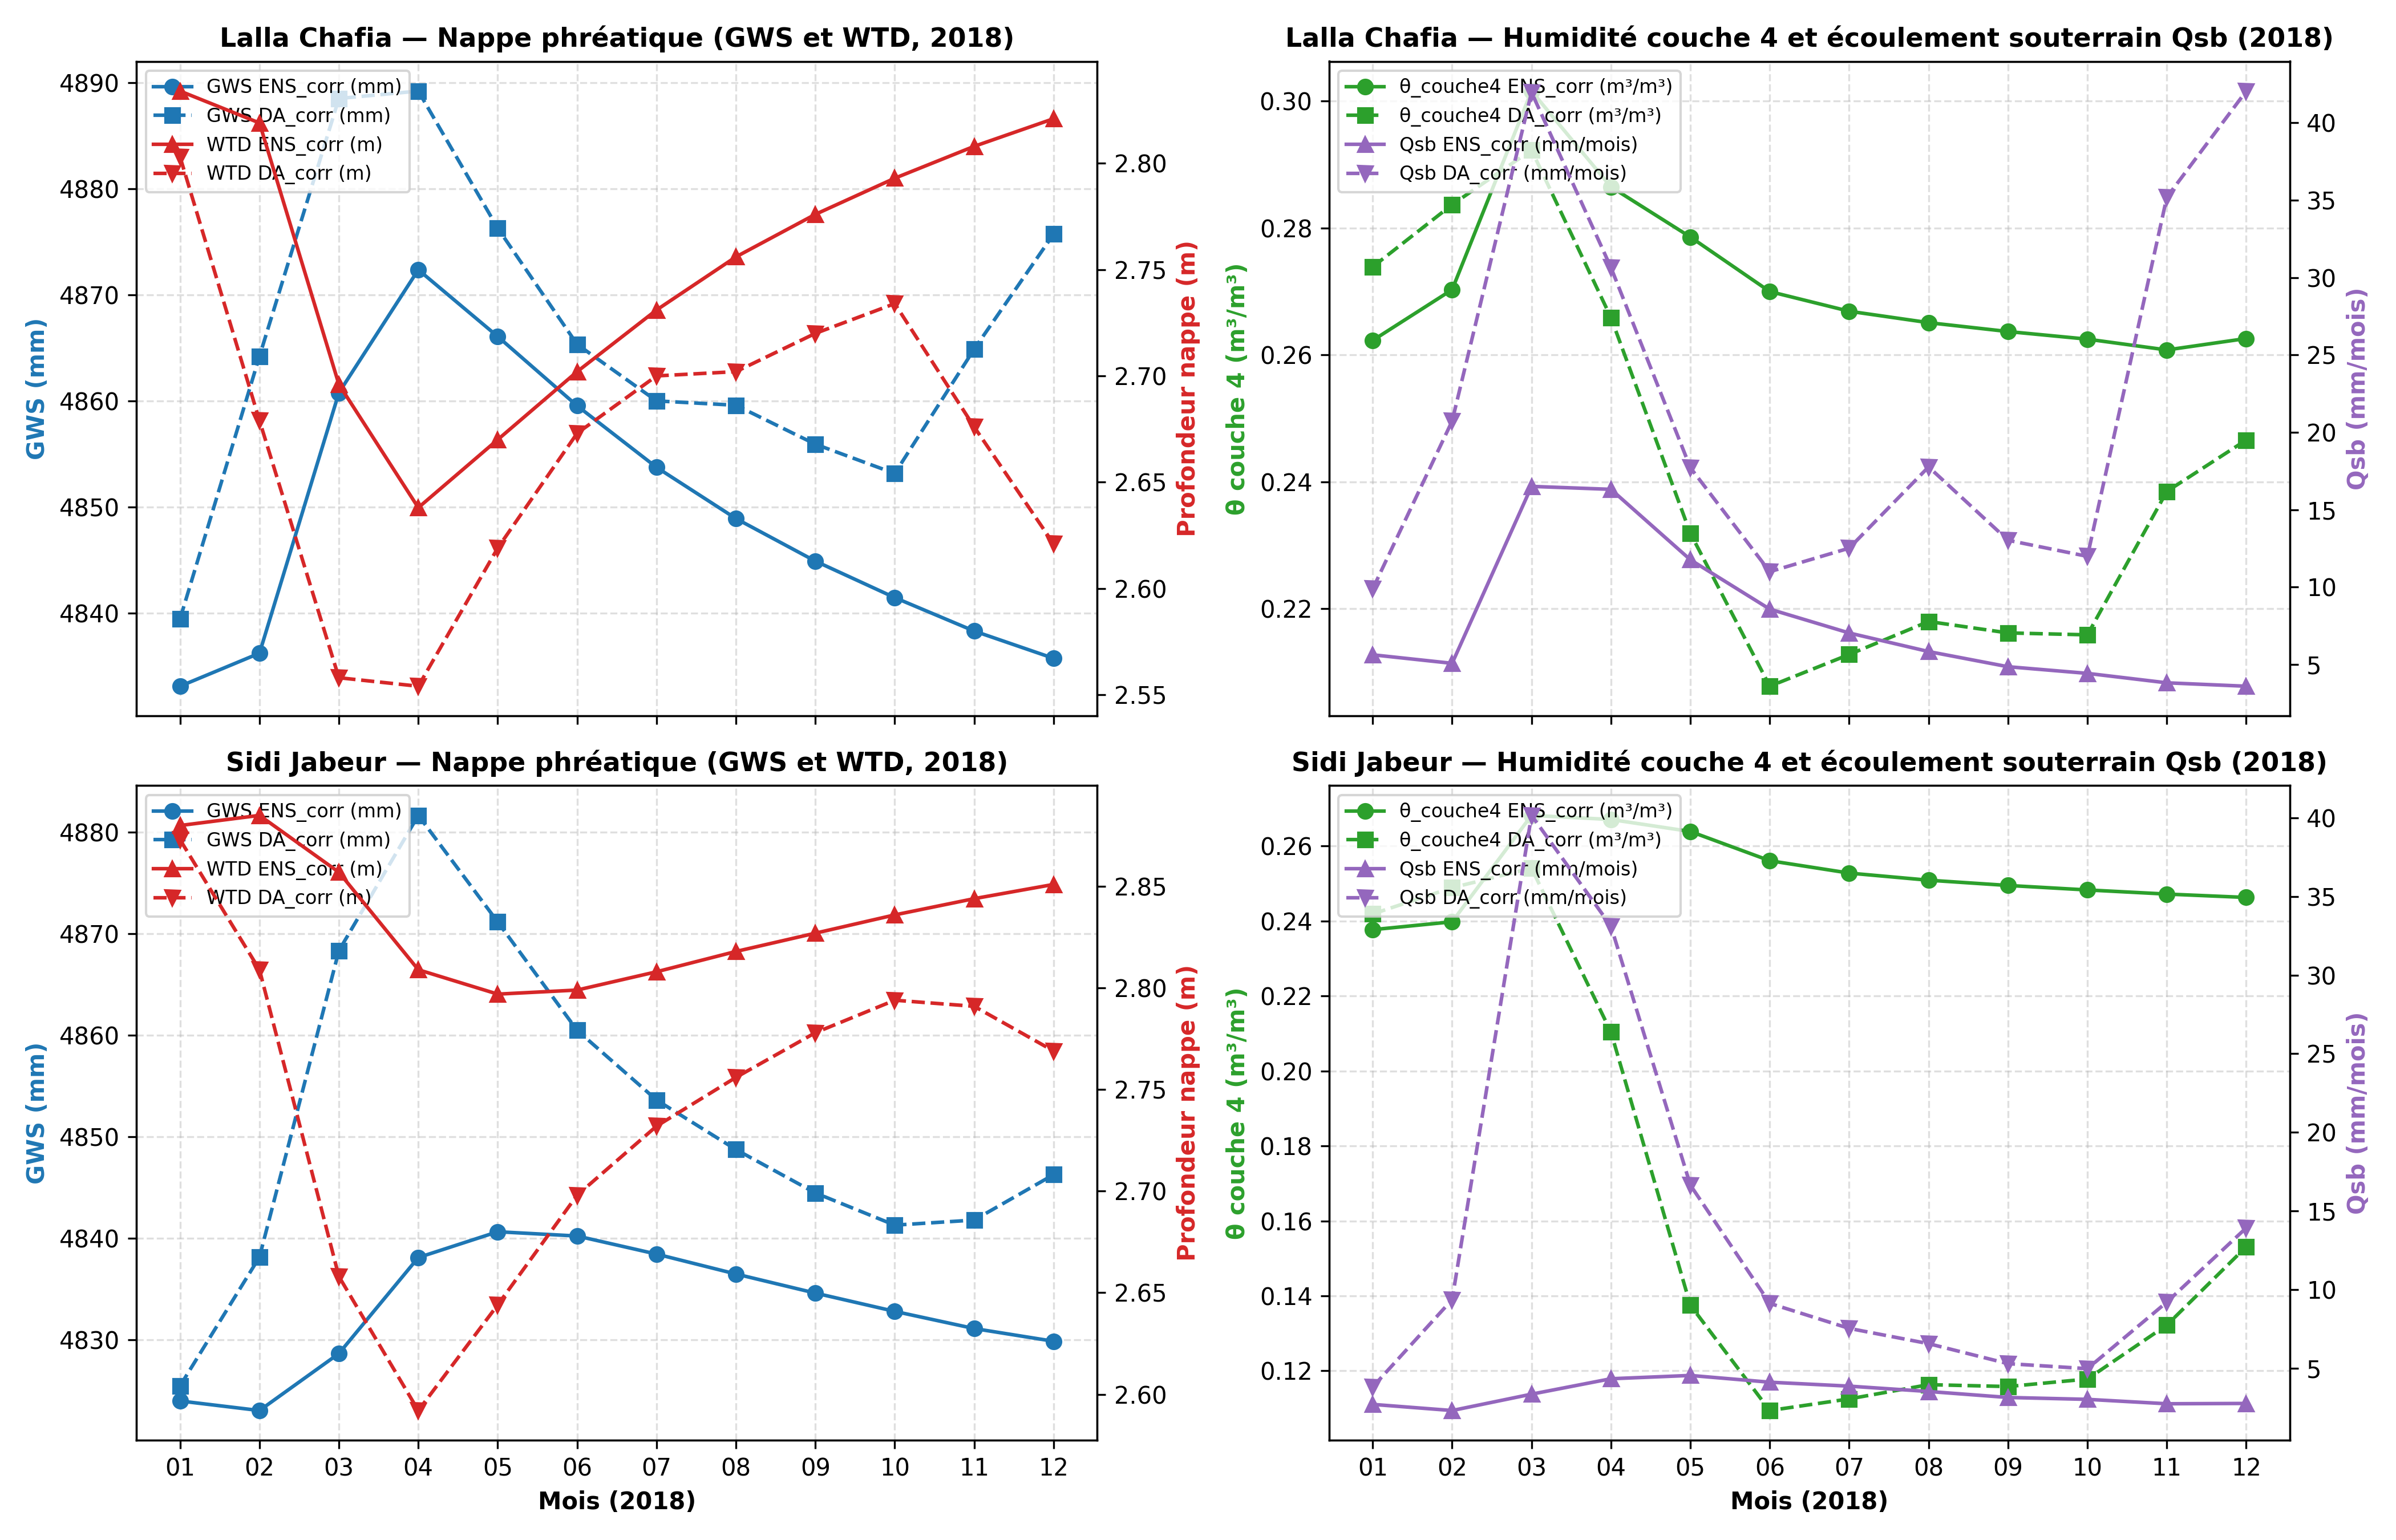 Lalla Chafia — Nappe phréatique (GWS et WTD, 2018)
GWS ENS_corr (mm)
GWS DA_corr (mm)
WTD ENS_corr (m)
WTD DA_corr (m)
4890
4880
4870
4860
4850
4840
GWS (mm)
2.80
2.75
2.70
2.65
2.60
2.55
Profondeur nappe (m)
Lalla Chafia — Humidité couche 4 et écoulement souterrain Qsb (2018)
θ_couche4 ENS_corr (m³/m³)
θ_couche4 DA_corr (m³/m³)
Qsb ENS_corr (mm/mois)
Qsb DA_corr (mm/mois)
0.30
0.28
0.26
0.24
0.22
θ couche 4 (m³/m³)
40
35
30
25
20
15
10
5
Qsb (mm/mois)
Sidi Jabeur — Nappe phréatique (GWS et WTD, 2018)
GWS ENS_corr (mm)
GWS DA_corr (mm)
WTD ENS_corr (m)
WTD DA_corr (m)
4880
4870
4860
4850
4840
4830
GWS (mm)
2.85
2.80
2.75
2.70
2.65
2.60
Profondeur nappe (m)
01 02 03 04 05 06 07 08 09 10 11 12
Mois (2018)
Sidi Jabeur — Humidité couche 4 et écoulement souterrain Qsb (2018)
θ_couche4 ENS_corr (m³/m³)
θ_couche4 DA_corr (m³/m³)
Qsb ENS_corr (mm/mois)
Qsb DA_corr (mm/mois)
0.26
0.24
0.22
0.20
0.18
0.16
0.14
0.12
θ couche 4 (m³/m³)
40
35
30
25
20
15
10
5
Qsb (mm/mois)
01 02 03 04 05 06 07 08 09 10 11 12
Mois (2018)